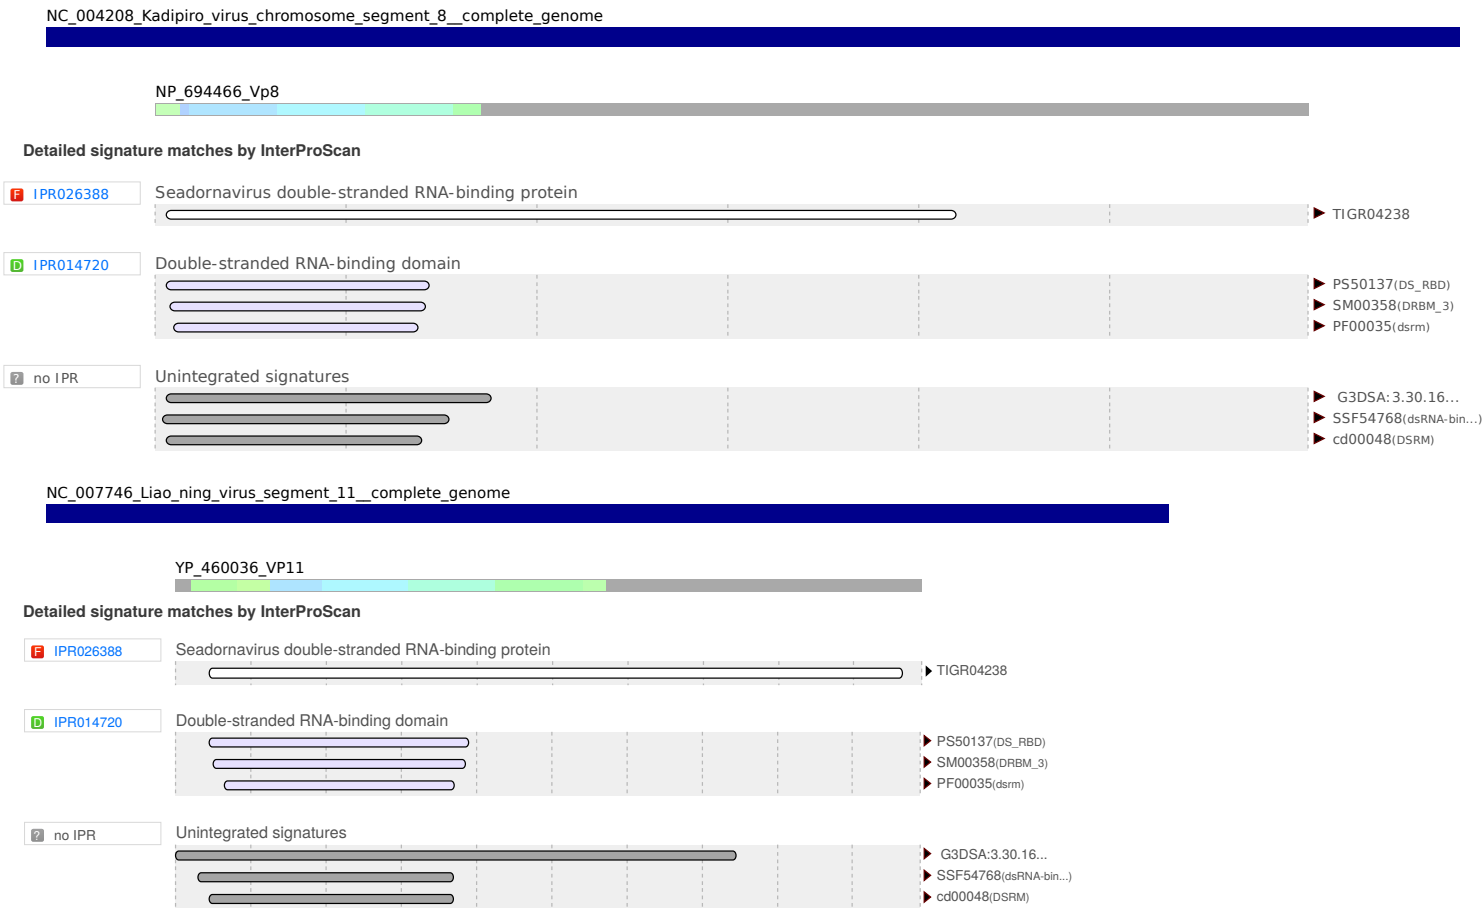 NC_004208_Kadipiro_virus_chromosome_segment_8__complete_genome
NP_694466_Vp8
Detailed signature matches by InterProScan
F IPR026388 Seadornavirus double-stranded RNA-binding protein
TIGR04238
D IPR014720 Double-stranded RNA-binding domain
PS50137(DS_RBD)
SM00358(DRBM_3)
PF00035(dsrm)
? no IPR Unintegrated signatures
G3DSA:3.30.16...
SSF54768(dsRNA-bin...)
cd00048(DSRM)
NC_007746_Liao_ning_virus_segment_11__complete_genome
YP_460036_VP11
Detailed signature matches by InterProScan
F IPR026388 Seadornavirus double-stranded RNA-binding protein
TIGR04238
D IPR014720 Double-stranded RNA-binding domain
PS50137(DS_RBD)
SM00358(DRBM_3)
PF00035(dsrm)
? no IPR Unintegrated signatures
G3DSA:3.30.16...
SSF54768(dsRNA-bin...)
cd00048(DSRM)